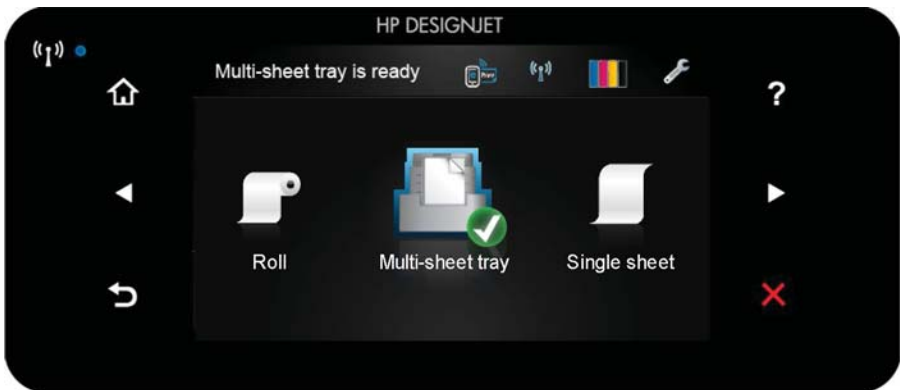 HP DESIGNJET
Multi-sheet tray is ready
?
Roll
Multi-sheet tray
Single sheet